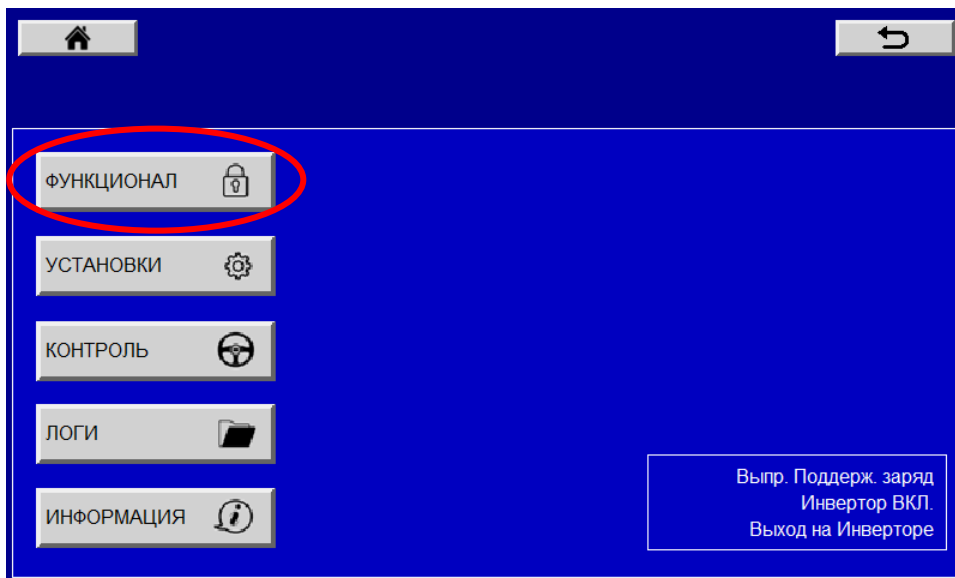 ФУНКЦИОНАЛ
УСТАНОВКИ
КОНТРОЛЬ
ЛОГИ
ИНФОРМАЦИЯ
Выпр. Поддерж. заряд
Инвертор ВКЛ.
Выход на Инверторе